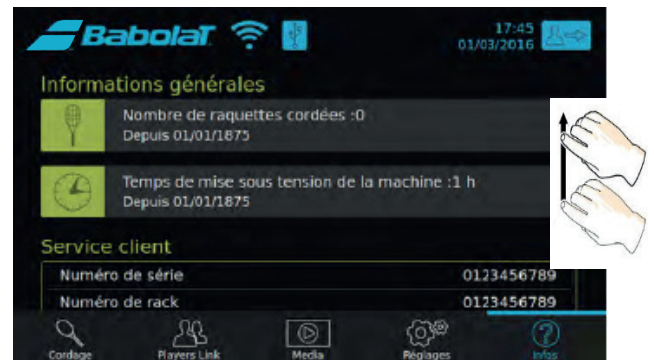 Babolat
17:45
01/03/2016
Informations générales
Nombre de raquettes cordées :0
Depuis 01/01/1875
Temps de mise sous tension de la machine :1 h
Depuis 01/01/1875
Service client
Numéro de série 0123456789
Numéro de rack 0123456789
Cordage Players Link Media Réglages Infos